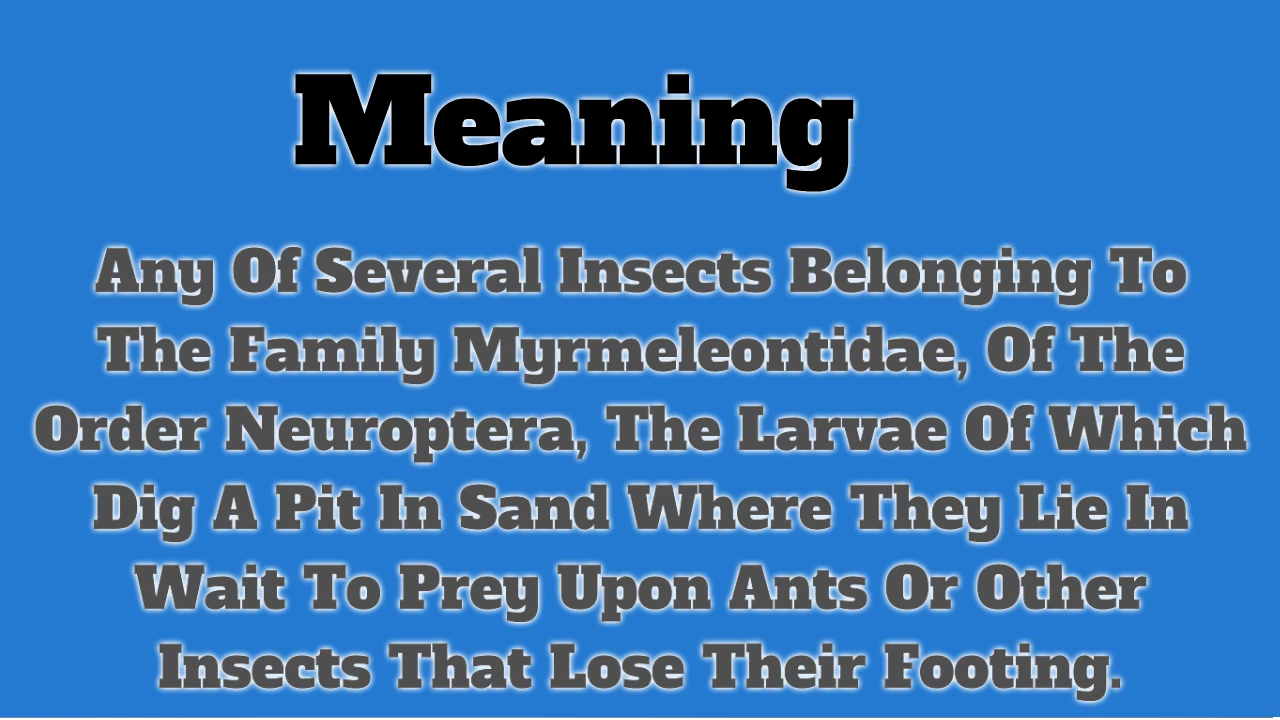 Meaning
Any Of Several Insects Belonging To
The Family Myrmeleontidae, Of The
Order Neuroptera, The Larvae Of Which
Dig A Pit In Sand Where They Lie In
Wait To Prey Upon Ants Or Other
Insects That Lose Their Footing.